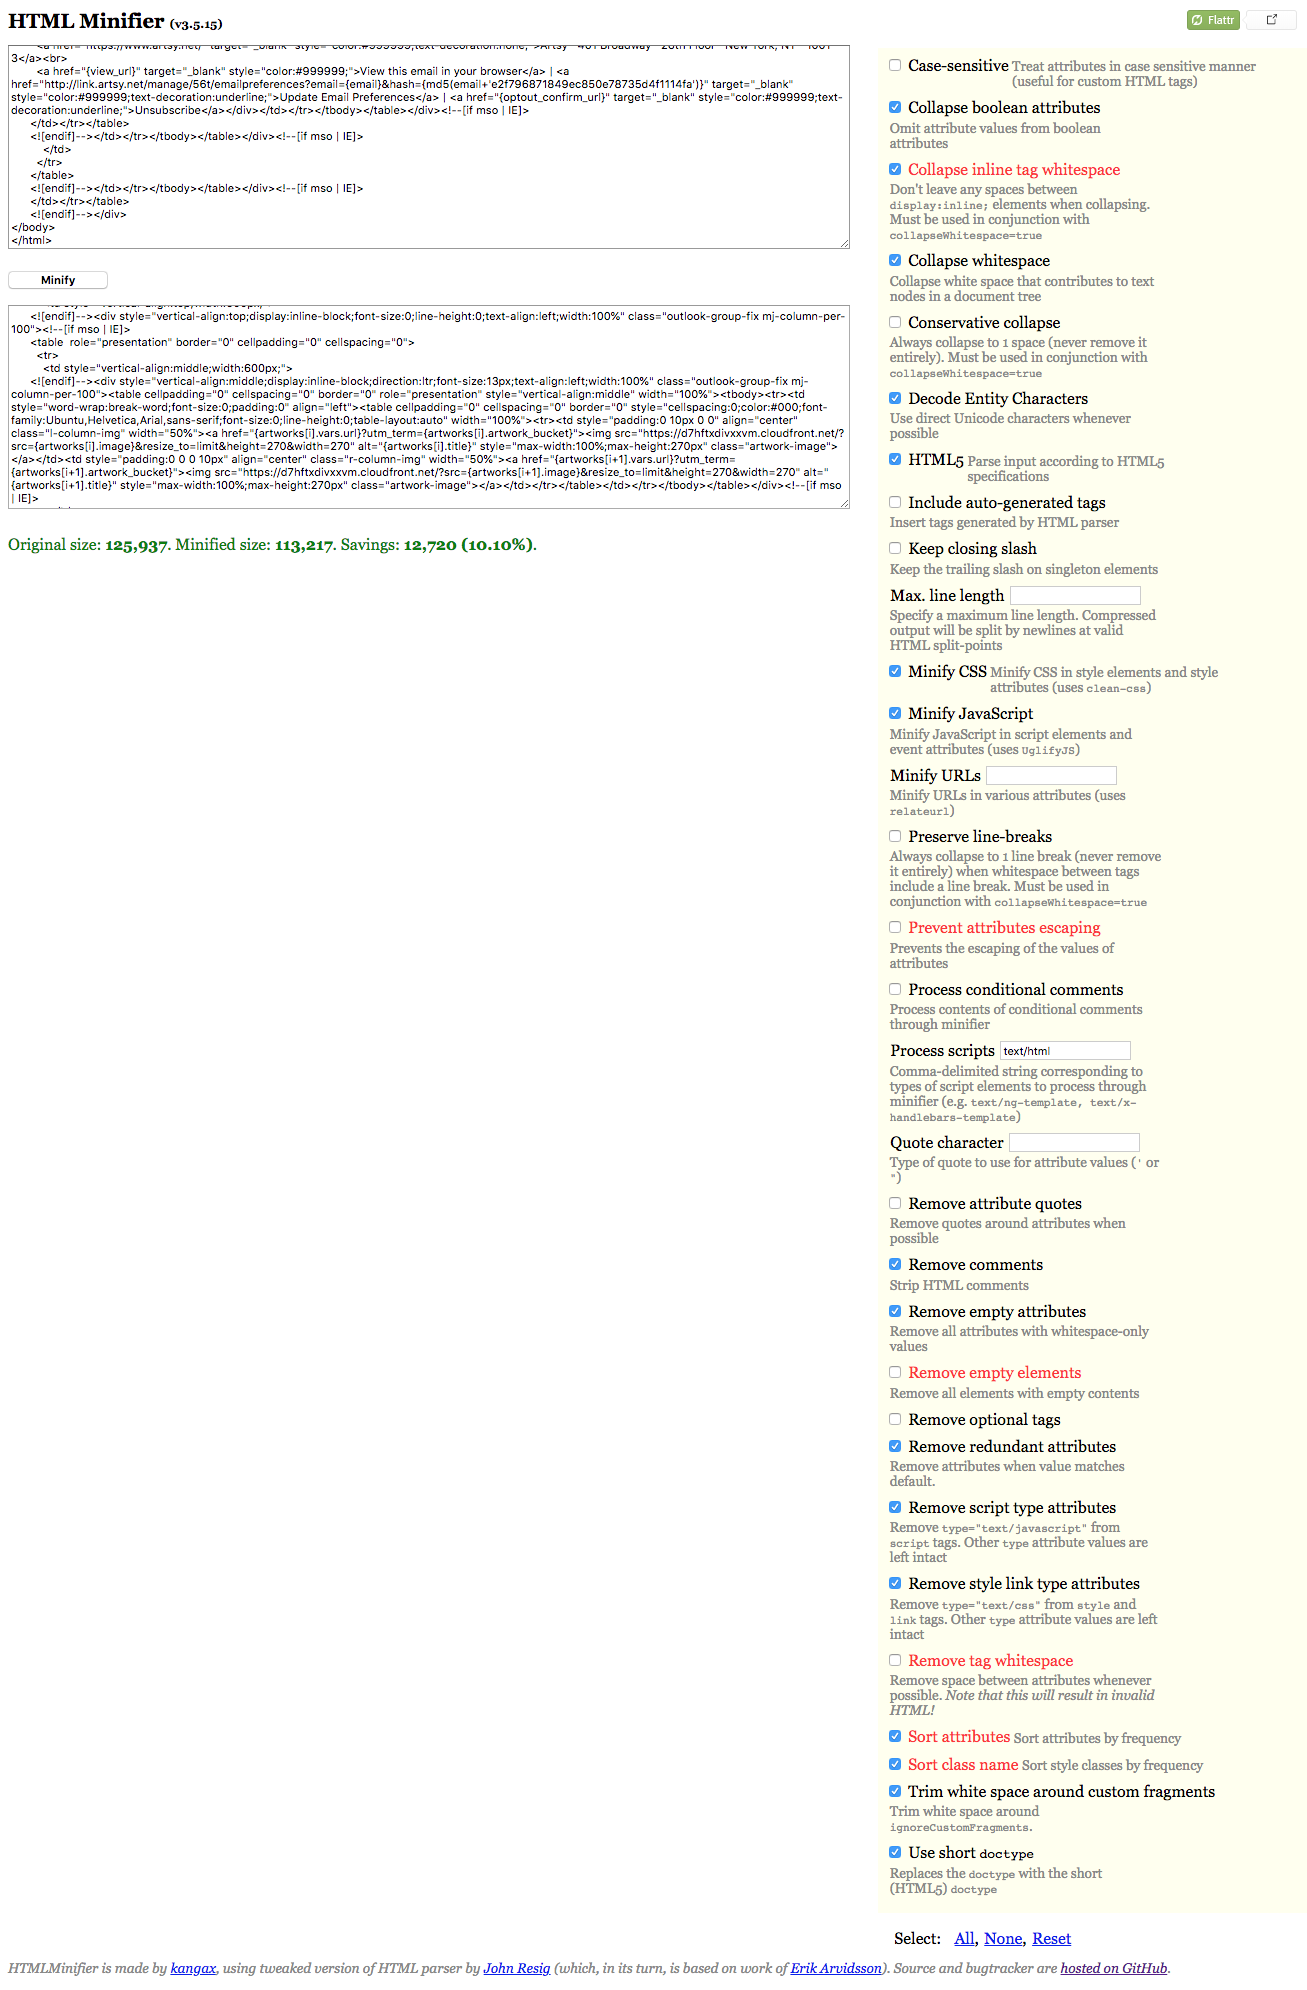 HTML Minifier (v3.5.15)
Flattr
3</a><br>
<a href="{view_url}" target="_blank" style="color:#999999;">View this email in your browser</a> | <a
href="http://link.artsy.net/manage/56t/emailpreferences?email={email}&hash={md5(email+'e2f796871849ec850e78735d4f1114fa')}" target="_blank"
style="color:#999999;text-decoration:underline;">Update Email Preferences</a> | <a href="{optout_confirm_url}" target="_blank" style="color:#999999;text-
decoration:underline;">Unsubscribe</a></div></td></tr></tbody></table></div><!--[if mso | IE]>
</td></tr></table>
<![endif]--></td></tr></tbody></table></div><!--[if mso | IE]>
</td>
</tr>
</table>
<![endif]--></td></tr></tbody></table></div><!--[if mso | IE]>
</td></tr></table>
<![endif]--></div>
</body>
</html>
Minify
<![endif]--><div style="vertical-align:top;display:inline-block;font-size:0;line-height:0;text-align:left;width:100%" class="outlook-group-fix mj-column-per-
100"><!--[if mso | IE]>
<table  role="presentation" border="0" cellpadding="0" cellspacing="0">
<tr>
<td style="vertical-align:middle;width:600px;">
<![endif]--><div style="vertical-align:middle;display:inline-block;direction:ltr;font-size:13px;text-align:left;width:100%" class="outlook-group-fix mj-
column-per-100"><table cellpadding="0" cellspacing="0" border="0" role="presentation" style="vertical-align:middle" width="100%"><tbody><tr><td
style="word-wrap:break-word;font-size:0;padding:0" align="left"><table cellpadding="0" cellspacing="0" border="0" style="cellspacing:0;color:#000;font-
family:Ubuntu,Helvetica,Arial,sans-serif;font-size:0;line-height:0;table-layout:auto" width="100%"><tr><td style="padding:0 10px 0 0" align="center"
class="l-column-img" width="50%"><a href="{artworks[i].vars.url}?utm_term={artworks[i].artwork_bucket}"><img src="https://d7hftxdivxxvm.cloudfront.net/?
src={artworks[i].image}&resize_to=limit&height=270&width=270" alt="{artworks[i].title}" style="max-width:100%;max-height:270px" class="artwork-image">
</a></td><td style="padding:0 0 0 10px" align="center" class="r-column-img" width="50%"><a href="{artworks[i+1].vars.url}?utm_term=
{artworks[i+1].artwork_bucket}"><img src="https://d7hftxdivxxvm.cloudfront.net/?src={artworks[i+1].image}&resize_to=limit&height=270&width=270" alt="
{artworks[i+1].title}" style="max-width:100%;max-height:270px" class="artwork-image"></a></td></tr></table></td></tr></tbody></table></div><!--[if mso
| IE]>
Original size: 125,937. Minified size: 113,217. Savings: 12,720 (10.10%).
Case-sensitive Treat attributes in case sensitive manner
(useful for custom HTML tags)
Collapse boolean attributes
Omit attribute values from boolean
attributes
Collapse inline tag whitespace
Don't leave any spaces between
display:inline; elements when collapsing.
Must be used in conjunction with
collapseWhitespace=true
Collapse whitespace
Collapse white space that contributes to text
nodes in a document tree
Conservative collapse
Always collapse to 1 space (never remove it
entirely). Must be used in conjunction with
collapseWhitespace=true
Decode Entity Characters
Use direct Unicode characters whenever
possible
HTML5 Parse input according to HTML5
specifications
Include auto-generated tags
Insert tags generated by HTML parser
Keep closing slash
Keep the trailing slash on singleton elements
Max. line length
Specify a maximum line length. Compressed
output will be split by newlines at valid
HTML split-points
Minify CSS Minify CSS in style elements and style
attributes (uses clean-css)
Minify JavaScript
Minify JavaScript in script elements and
event attributes (uses UglifyJS)
Minify URLs
Minify URLs in various attributes (uses
relateurl)
Preserve line-breaks
Always collapse to 1 line break (never remove
it entirely) when whitespace between tags
include a line break. Must be used in
conjunction with collapseWhitespace=true
Prevent attributes escaping
Prevents the escaping of the values of
attributes
Process conditional comments
Process contents of conditional comments
through minifier
Process scripts text/html
Comma-delimited string corresponding to
types of script elements to process through
minifier (e.g. text/ng-template, text/x-
handlebars-template)
Quote character
Type of quote to use for attribute values (' or
")
Remove attribute quotes
Remove quotes around attributes when
possible
Remove comments
Strip HTML comments
Remove empty attributes
Remove all attributes with whitespace-only
values
Remove empty elements
Remove all elements with empty contents
Remove optional tags
Remove redundant attributes
Remove attributes when value matches
default.
Remove script type attributes
Remove type="text/javascript" from
script tags. Other type attribute values are
left intact
Remove style link type attributes
Remove type="text/css" from style and
link tags. Other type attribute values are left
intact
Remove tag whitespace
Remove space between attributes whenever
possible. Note that this will result in invalid
HTML!
Sort attributes Sort attributes by frequency
Sort class name Sort style classes by frequency
Trim white space around custom fragments
Trim white space around
ignoreCustomFragments.
Use short doctype
Replaces the doctype with the short
(HTML5) doctype
Select: All, None, Reset
HTMLMinifier is made by kangax, using tweaked version of HTML parser by John Resig (which, in its turn, is based on work of Erik Arvidsson). Source and bugtracker are hosted on GitHub.